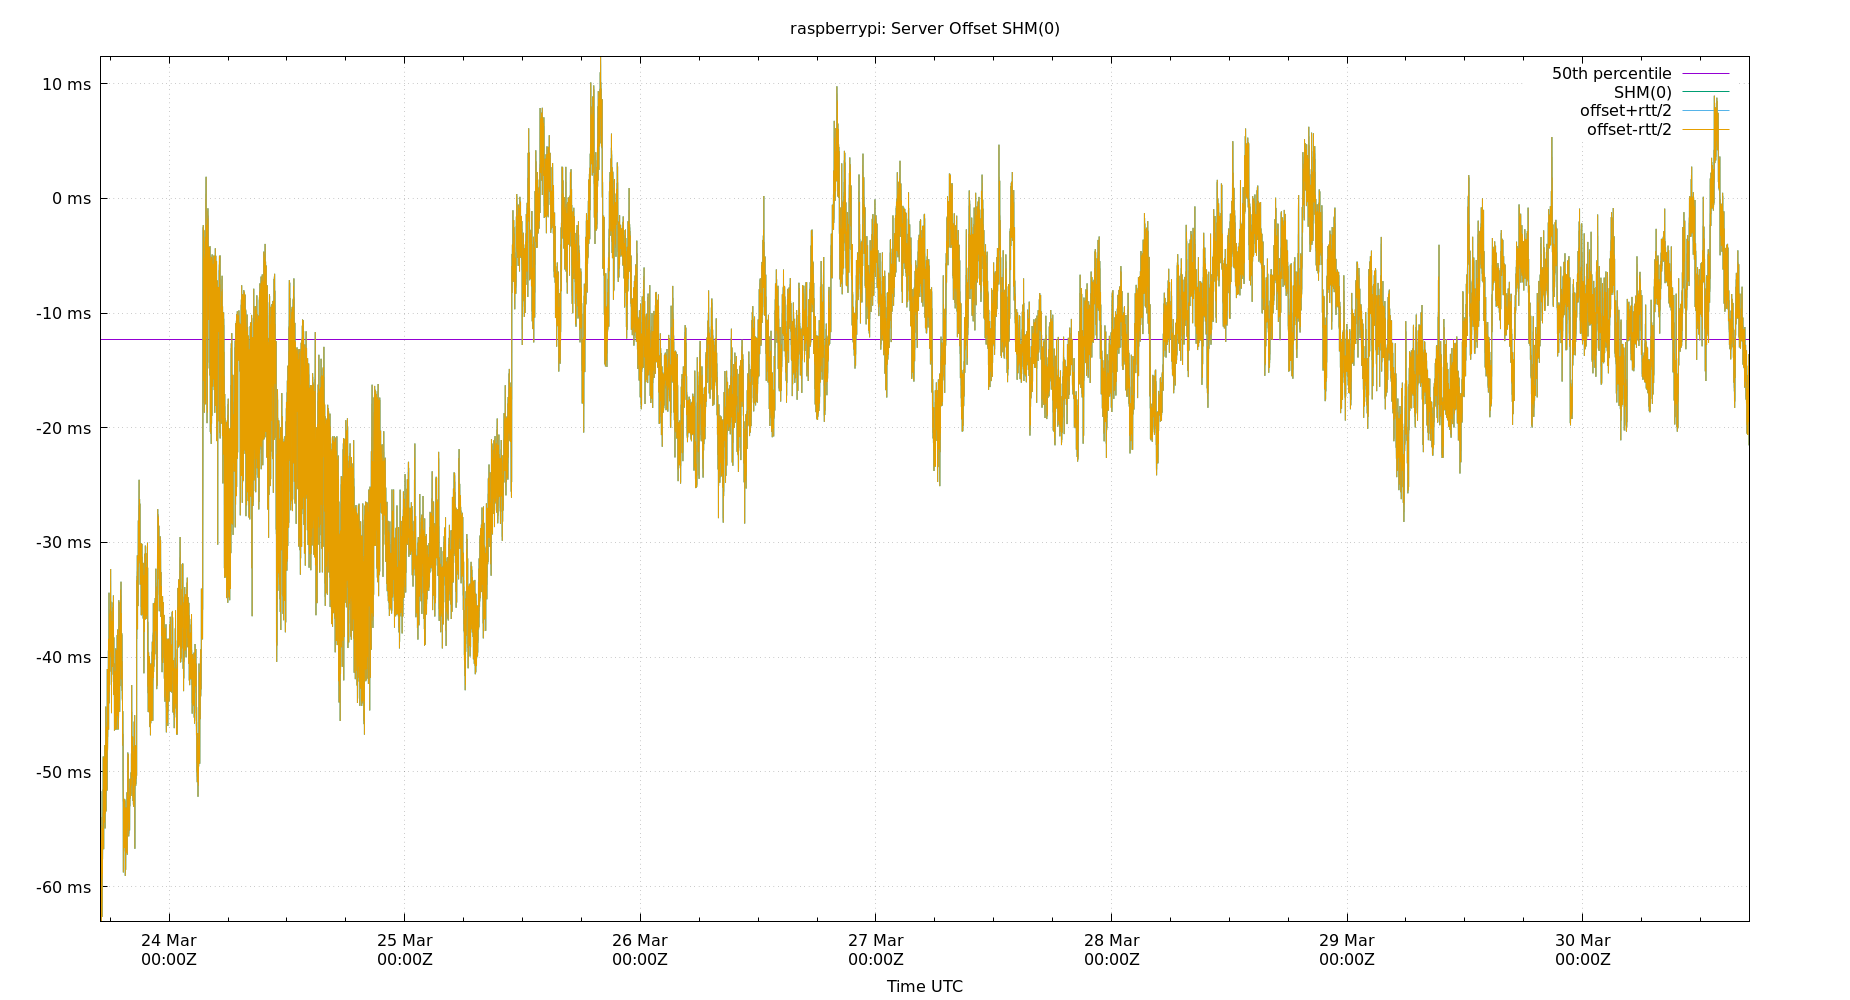 raspberrypi: Server Offset SHM(0)
50th percentile
SHM(0)
offset+rtt/2
offset-rtt/2
10 ms
0 ms
-10 ms
-20 ms
-30 ms
-40 ms
-50 ms
-60 ms
24 Mar 25 Mar 26 Mar 27 Mar 28 Mar 29 Mar 30 Mar
00:00Z 00:00Z 00:00Z 00:00Z 00:00Z 00:00Z 00:00Z
Time UTC